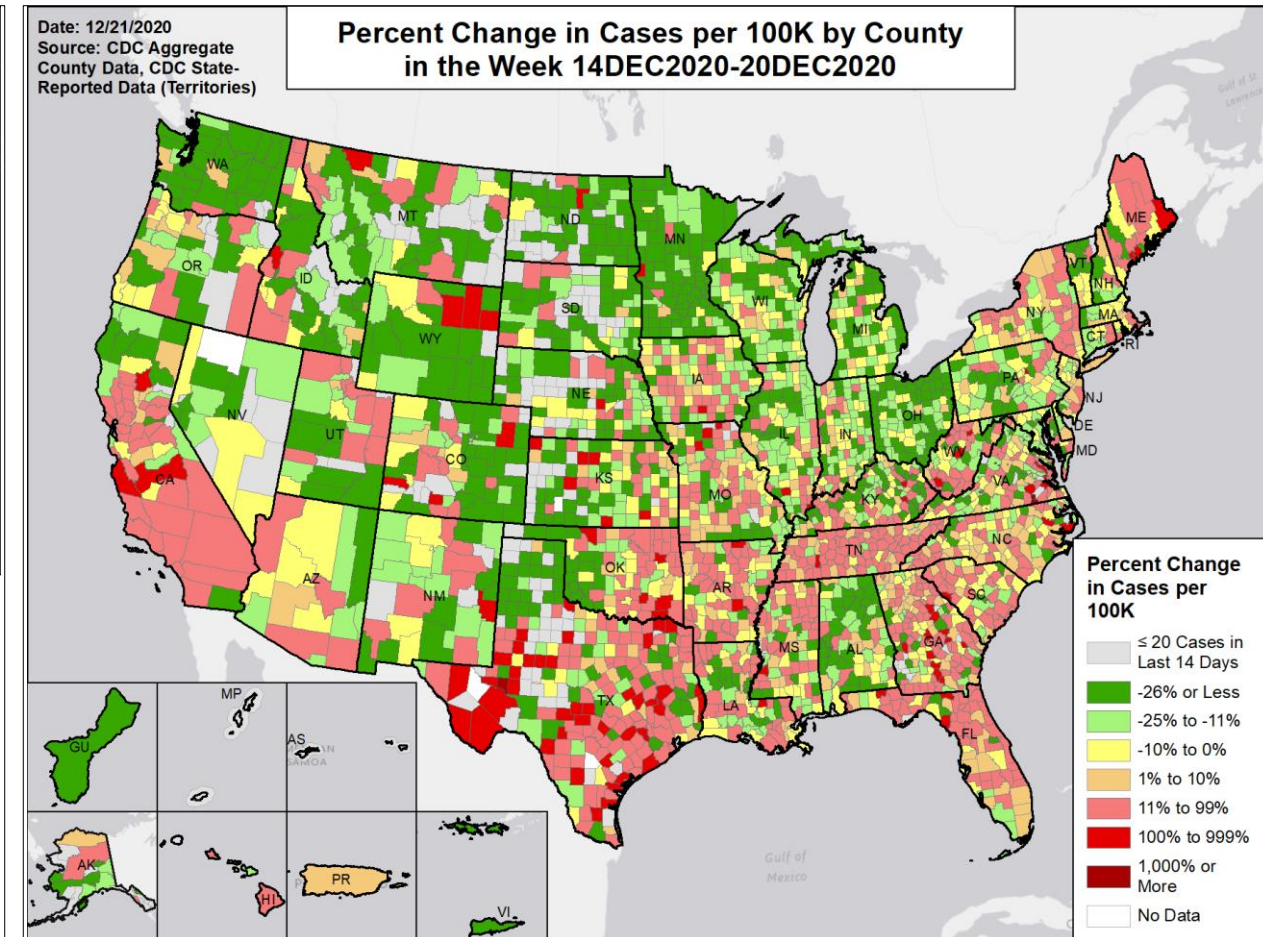 Date: 12/21/2020
Source: CDC Aggregate
County Data, CDC State-
Reported Data (Territories)
Percent Change in Cases per 100K by County
in the Week 14DEC2020-20DEC2020
Gulf of St.
Lawrence
WA
MT
ND
MN
ME
OR
ID
SD
WI
MI
VT
NH
NY
MA
CT
RI
WY
IA
NE
PA
NJ
NV
UT
CO
IL
IN
OH
DE
MD
WV
VA
CA
KS
MO
KY
AZ
NM
OK
AR
TN
NC
SC
MS
AL
GA
TX
LA
FL
Percent Change
in Cases per
100K
≤ 20 Cases in
Last 14 Days
-26% or Less
-25% to -11%
-10% to 0%
1% to 10%
11% to 99%
100% to 999%
1,000% or
More
No Data
Gulf of
Mexico
GU
MP
AS
SAMOA
AK
HI
PR
VI